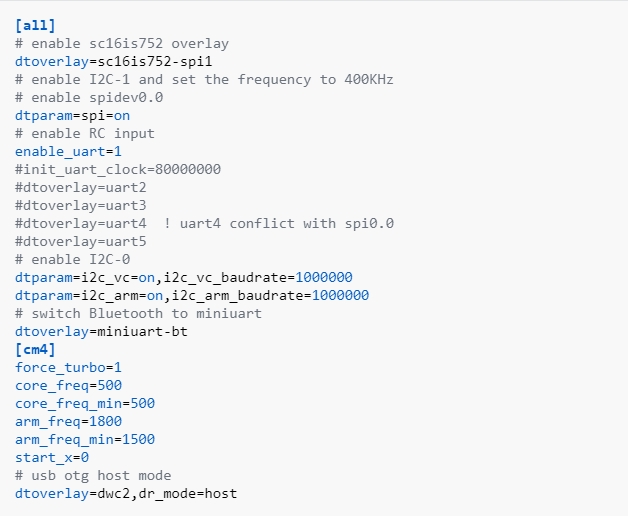 [all]
# enable sc16is752 overlay
dtoverlay=sc16is752-spi1
# enable I2C-1 and set the frequency to 400KHz
# enable spidev0.0
dtparam=spi=on
# enable RC input
enable_uart=1
#init_uart_clock=80000000
#dtoverlay=uart2
#dtoverlay=uart3
#dtoverlay=uart4  ! uart4 conflict with spi0.0
#dtoverlay=uart5
# enable I2C-0
dtparam=i2c_vc=on,i2c_vc_baudrate=1000000
dtparam=i2c_arm=on,i2c_arm_baudrate=1000000
# switch Bluetooth to miniuart
dtoverlay=miniuart-bt
[cm4]
force_turbo=1
core_freq=500
core_freq_min=500
arm_freq=1800
arm_freq_min=1500
start_x=0
# usb otg host mode
dtoverlay=dwc2,dr_mode=host